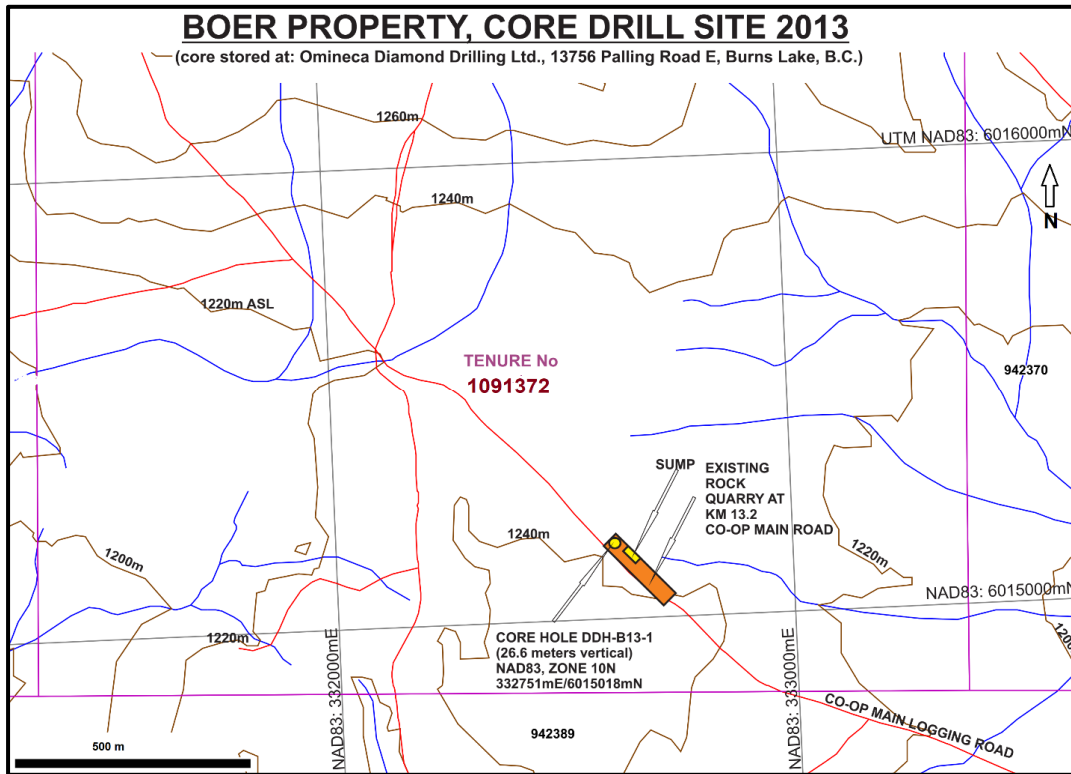 BOER PROPERTY, CORE DRILL SITE 2013
(core stored at: Omineca Diamond Drilling Ltd., 13756 Palling Road E, Burns Lake, B.C.)
1260m
UTM NAD83: 6016000mN
1240m
N
1220m ASL
TENURE No
1091372
942370
SUMP
EXISTING
ROCK
QUARRY AT
KM 13.2
CO-OP MAIN ROAD
1240m
1200m
1220m
NAD83: 6015000mN
1220m
1200
CORE HOLE DDH-B13-1
(26.6 meters vertical)
NAD83, ZONE 10N
332751mE/6015018mN
NAD83: 332000mE
NAD83: 333000mE
CO-OP MAIN LOGGING ROAD
942389
500 m